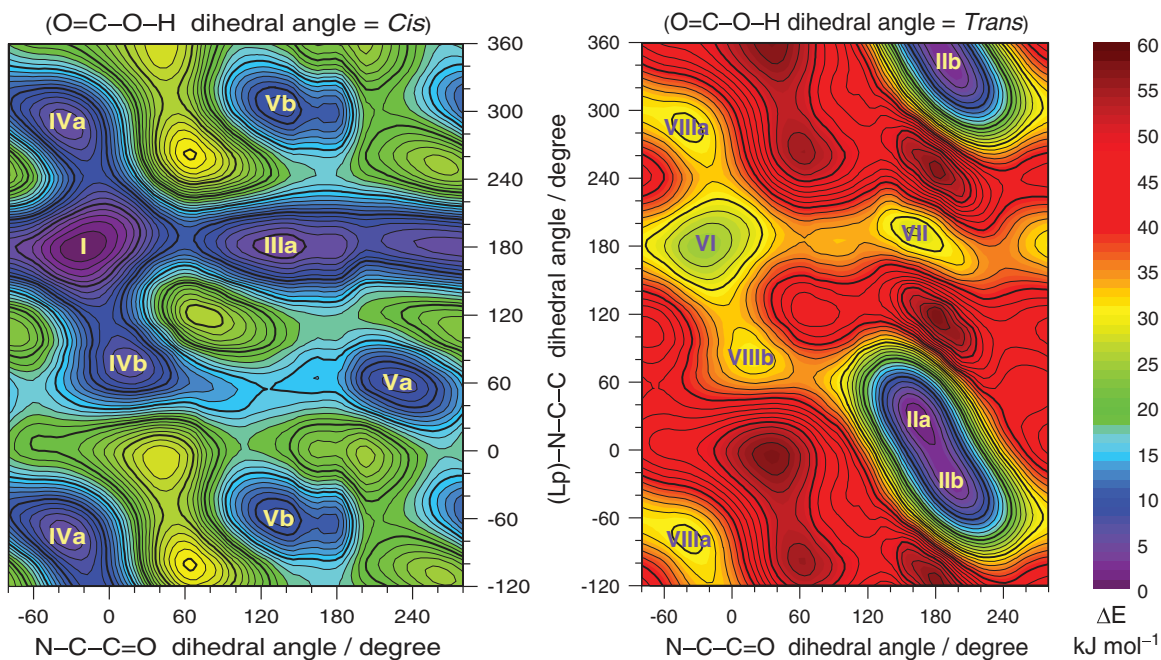 (O=C–O–H dihedral angle = Cis)
(O=C–O–H dihedral angle = Trans)
IVa
Vb
I
IIIa
IVb
Va
IVa
Vb
360
300
240
180
120
60
0
-60
-120
-60 0 60 120 180 240
N–C–C=O dihedral angle / degree
(Lp)–N–C–C dihedral angle / degree
360
300
240
180
120
60
0
-60
-120
IIb
VIIIa
VI
VII
VIIIb
IIa
IIb
VIIIa
-60 0 60 120 180 240
N–C–C=O dihedral angle / degree
60
55
50
45
40
35
30
25
20
15
10
5
0
ΔE
kJ mol⁻¹